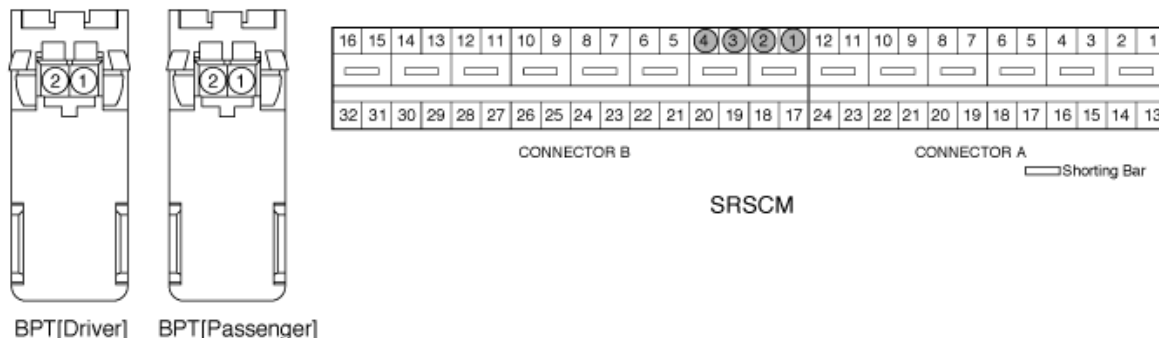 2 1
2 1
16 15 14 13 12 11 10 9 8 7 6 5 4 3 2 1 12 11 10 9 8 7 6 5 4 3 2 1
32 31 30 29 28 27 26 25 24 23 22 21 20 19 18 17 24 23 22 21 20 19 18 17 16 15 14 13
CONNECTOR B
CONNECTOR A
Shorting Bar
SRSCM
BPT[Driver]
BPT[Passenger]